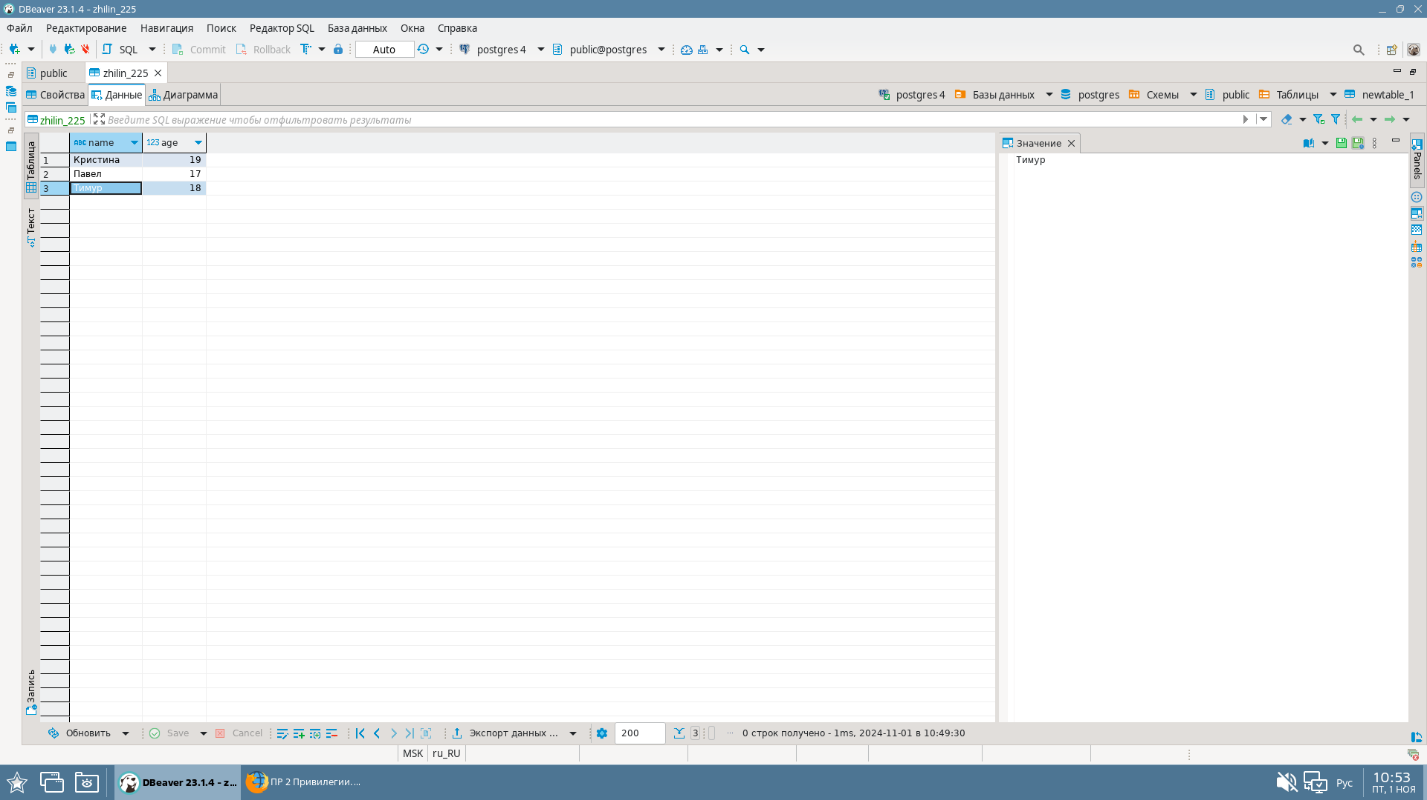 DBeaver 23.1.4 - zhilin_225
Файл Редактирование Навигация Поиск Редактор SQL База данных Окна Справка
SQL Commit Rollback Auto postgres 4 public@postgres
public zhilin_225
Свойства Данные Диаграмма postgres 4 Базы данных postgres Схемы public Таблицы newtable_1
zhilin_225 Введите SQL выражение чтобы отфильтровать результаты
Таблица
Текст
Запись
ABC name 123 age
1 Кристина 19
2 Павел 17
3 Тимур 18
Значение
Тимур
Panels
Обновить Save Cancel Экспорт данных ... 200 3 0 строк получено - 1ms, 2024-11-01 в 10:49:30
MSK ru_RU
DBeaver 23.1.4 - z... ПР 2 Привилегии.... Рус 10:53
ПТ, 1 НОЯ